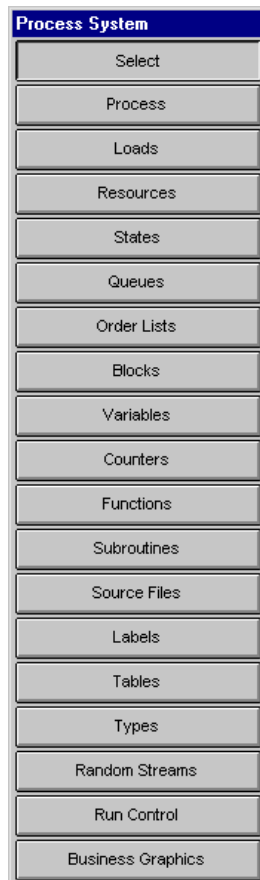 Process System
Select
Process
Loads
Resources
States
Queues
Order Lists
Blocks
Variables
Counters
Functions
Subroutines
Source Files
Labels
Tables
Types
Random Streams
Run Control
Business Graphics